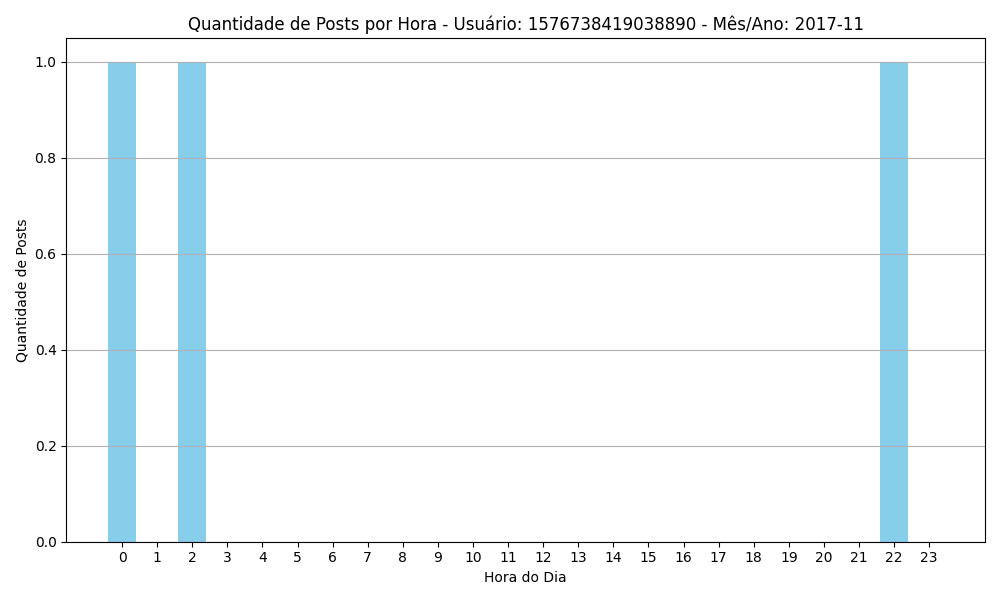 Quantidade de Posts por Hora - Usuário: 1576738419038890 - Mês/Ano: 2017-11
Quantidade de Posts
1.0
0.8
0.6
0.4
0.2
0.0
0 1 2 3 4 5 6 7 8 9 10 11 12 13 14 15 16 17 18 19 20 21 22 23
Hora do Dia